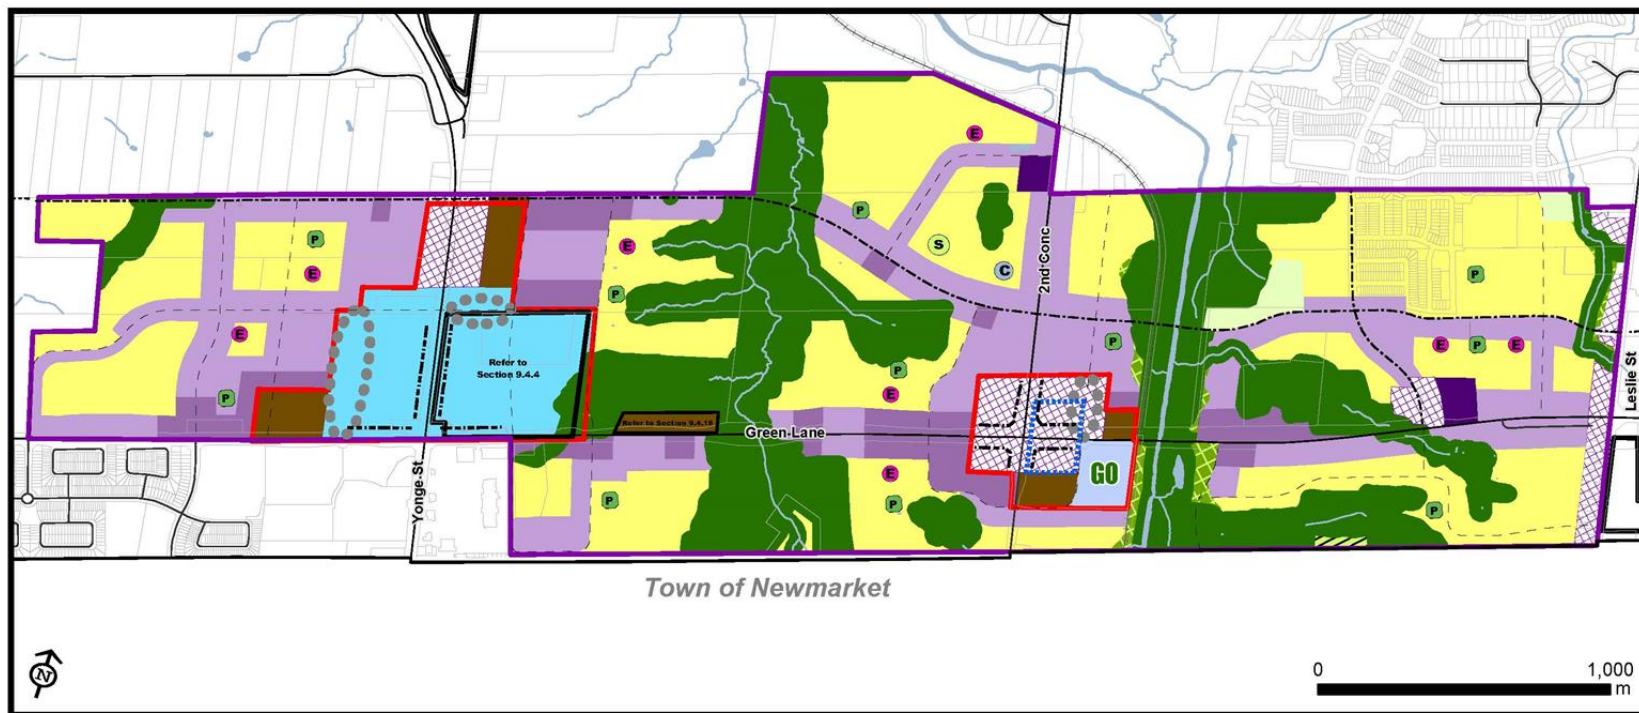 E
P
S
C
2nd Conc
P
E
E
P
P
E
E
P
E
Refer to
Section 9.4.4
P
P
E
Leslie St
P
E
Refer to Section 9.4.16
Green Lane
Yonge St
E
GO
P
P
P
Town of Newmarket
N
0
1,000
m